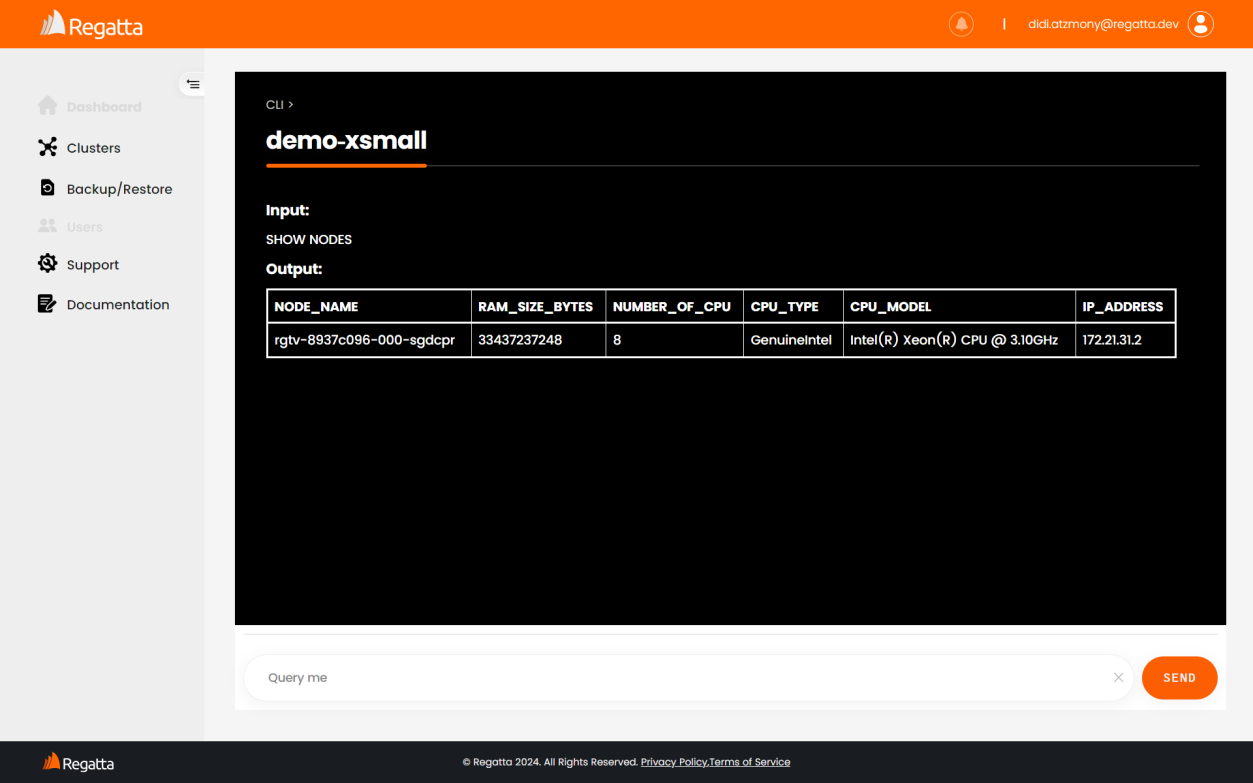 Regatta
didi.atzmony@regatta.dev
Dashboard
Clusters
Backup/Restore
Users
Support
Documentation
CLI >
demo-xsmall
Input:
SHOW NODES
Output:
NODE_NAME RAM_SIZE_BYTES NUMBER_OF_CPU CPU_TYPE CPU_MODEL IP_ADDRESS
rgtv-8937c096-000-sgdcpr 33437237248 8 GenuineIntel Intel(R) Xeon(R) CPU @ 3.10GHz 172.21.31.2
Query me
SEND
Regatta
© Regatta 2024. All Rights Reserved. Privacy Policy,Terms of Service